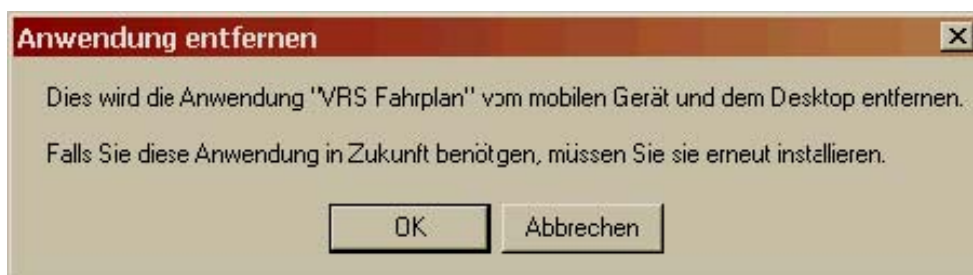 Anwendung entfernen
Dies wird die Anwendung "VRS Fahrplan" vom mobilen Gerät und dem Desktop entfernen.
Falls Sie diese Anwendung in Zukunft benötgen, müssen Sie sie erneut installieren.
OK
Abbrechen